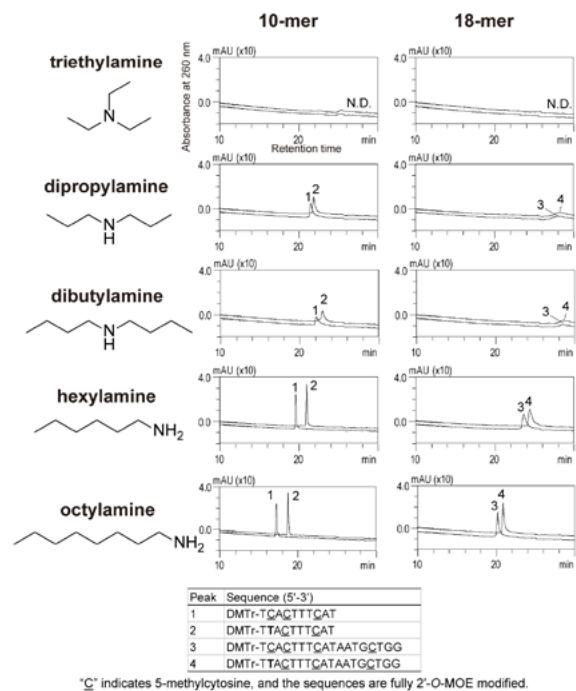 10-mer 18-mer
triethylamine
Absorbance at 260 nm
mAU (x10) mAU (x10)
4.0 4.0
0.0 N.D. 0.0 N.D.
10 20 min 10 20 min
Retention time
N
dipropylamine
mAU (x10) mAU (x10)
4.0 4.0
0.0 1 2 0.0 3 4
10 20 min 10 20 min
N
H
dibutylamine
mAU (x10) mAU (x10)
4.0 4.0
0.0 1 2 0.0 3 4
10 20 min 10 20 min
N
H
hexylamine
mAU (x10) mAU (x10)
4.0 4.0
0.0 1 2 0.0 3 4
NH2
20 min 10 20 min
octylamine
mAU (x10) mAU (x10)
4.0 4.0
0.0 1 2 0.0 3 4
NH2
20 min 10 20 min
Peak Sequence (5'-3')
1 DMTr-TCACTTTCAT
2 DMTr-TTACTTTCAT
3 DMTr-TCACTTTCATAATGCTGG
4 DMTr-TTACTTTCATAATGCTGG
"C" indicates 5-methylcytosine, and the sequences are fully 2'-O-MOE modified.